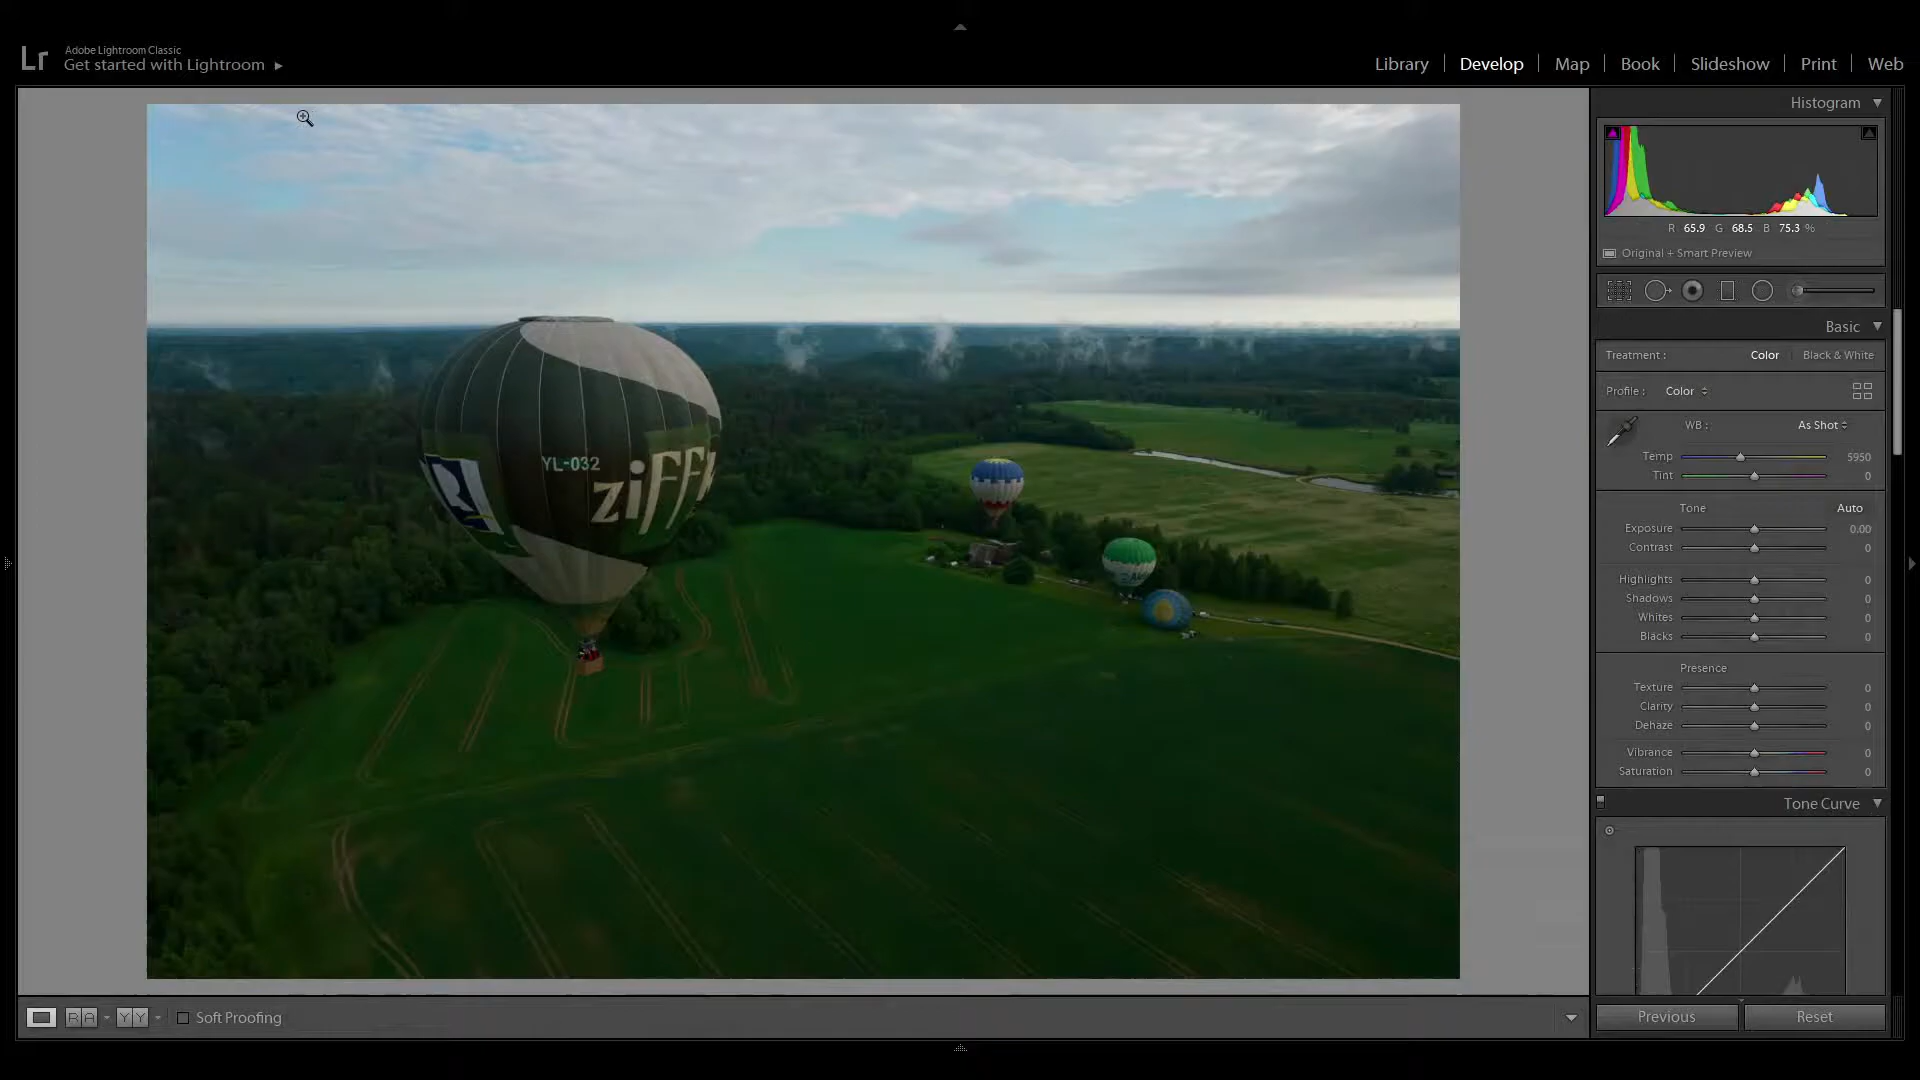 Lr
Adobe Lightroom Classic
Get started with Lightroom
Library
Develop
Map
Book
Slideshow
Print
Web
Histogram
R 65.9 G 68.5 B 75.3 %
Original + Smart Preview
Basic
Treatment : Color Black & White
Profile : Color
WB : As Shot
Temp 5950
Tint 0
Tone Auto
Exposure 0.00
Contrast 0
Highlights 0
Shadows 0
Whites 0
Blacks 0
Presence
Texture 0
Clarity 0
Dehaze 0
Vibrance 0
Saturation 0
Tone Curve
YL-032
R
Previous
Reset
R A
Y Y
Soft Proofing